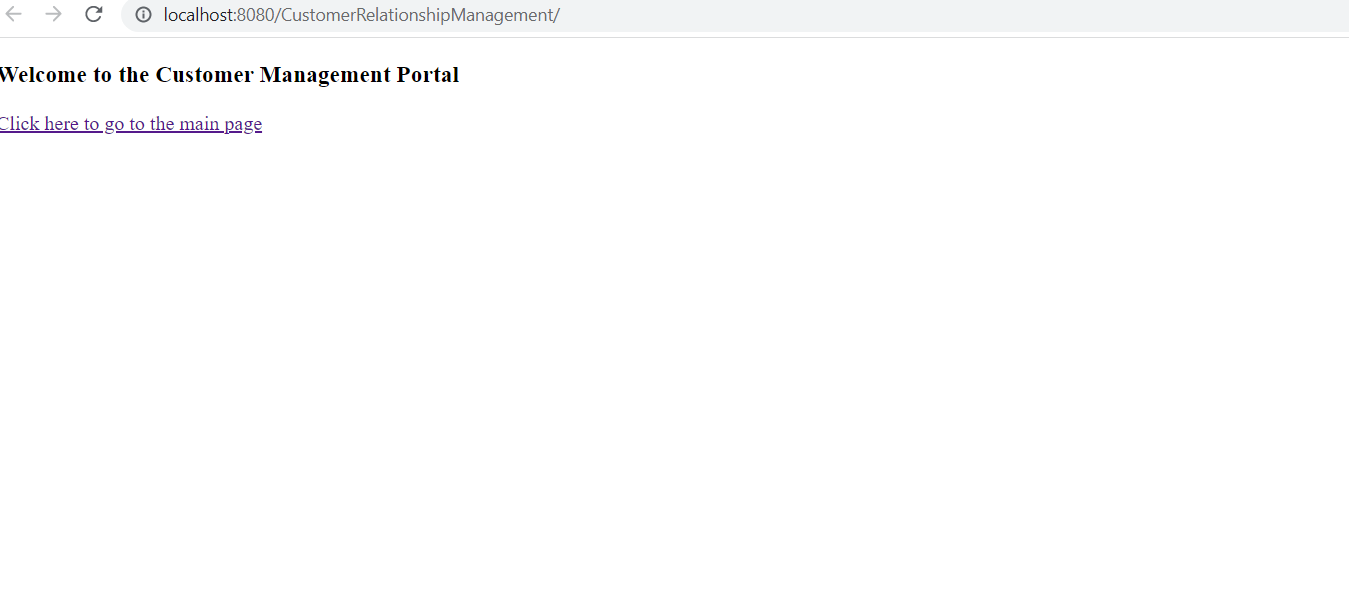 localhost:8080/CustomerRelationshipManagement/
Welcome to the Customer Management Portal
Click here to go to the main page